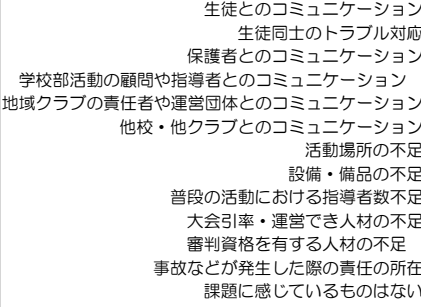 生徒とのコミュニケーション
生徒同士のトラブル対応
保護者とのコミュニケーション
学校部活動の顧問や指導者とのコミュニケーション
地域クラブの責任者や運営団体とのコミュニケーション
他校・他クラブとのコミュニケーション
活動場所の不足
設備・備品の不足
普段の活動における指導者数不足
大会引率・運営でき人材の不足
審判資格を有する人材の不足
事故などが発生した際の責任の所在
課題に感じているものはない